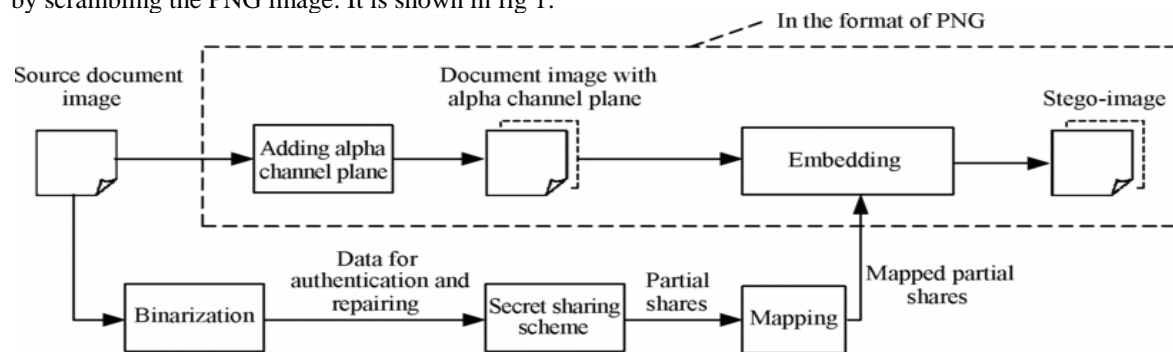 by scrambling the PNG image. It is shown in fig 1.
In the format of PNG
Source document
image
Document image with
alpha channel plane
Stego-image
Adding alpha
channel plane
Embedding
Data for
authentication and
repairing
Partial
shares
Mapped partial
shares
Binarization
Secret sharing
scheme
Mapping